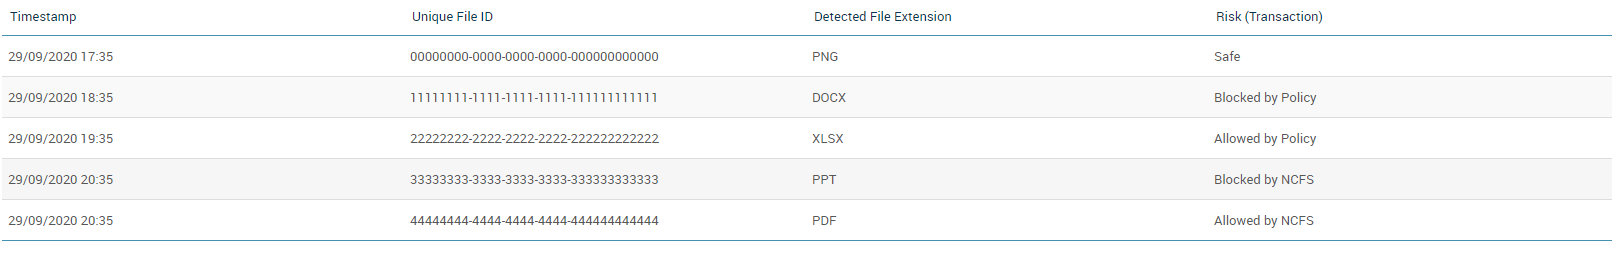 Timestamp Unique File ID Detected File Extension Risk (Transaction)
29/09/2020 17:35 00000000-0000-0000-0000-000000000000 PNG Safe
29/09/2020 18:35 11111111-1111-1111-1111-111111111111 DOCX Blocked by Policy
29/09/2020 19:35 22222222-2222-2222-2222-222222222222 XLSX Allowed by Policy
29/09/2020 20:35 33333333-3333-3333-3333-333333333333 PPT Blocked by NCFS
29/09/2020 20:35 44444444-4444-4444-4444-444444444444 PDF Allowed by NCFS